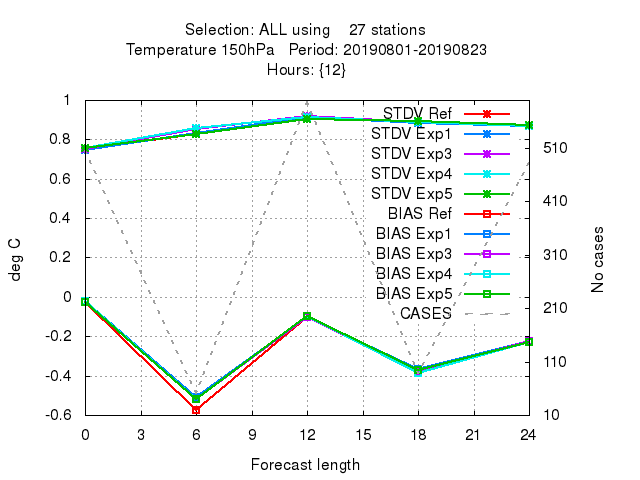 Selection: ALL using    27 stations
Temperature 150hPa   Period: 20190801-20190823
Hours: {12}
1
0.8
0.6
0.4
0.2
0
-0.2
-0.4
-0.6
deg C
STDV Ref
STDV Exp1
STDV Exp3
STDV Exp4
STDV Exp5
BIAS Ref
BIAS Exp1
BIAS Exp3
BIAS Exp4
BIAS Exp5
CASES
510
410
310
210
110
10
No cases
0 3 6 9 12 15 18 21 24
Forecast length